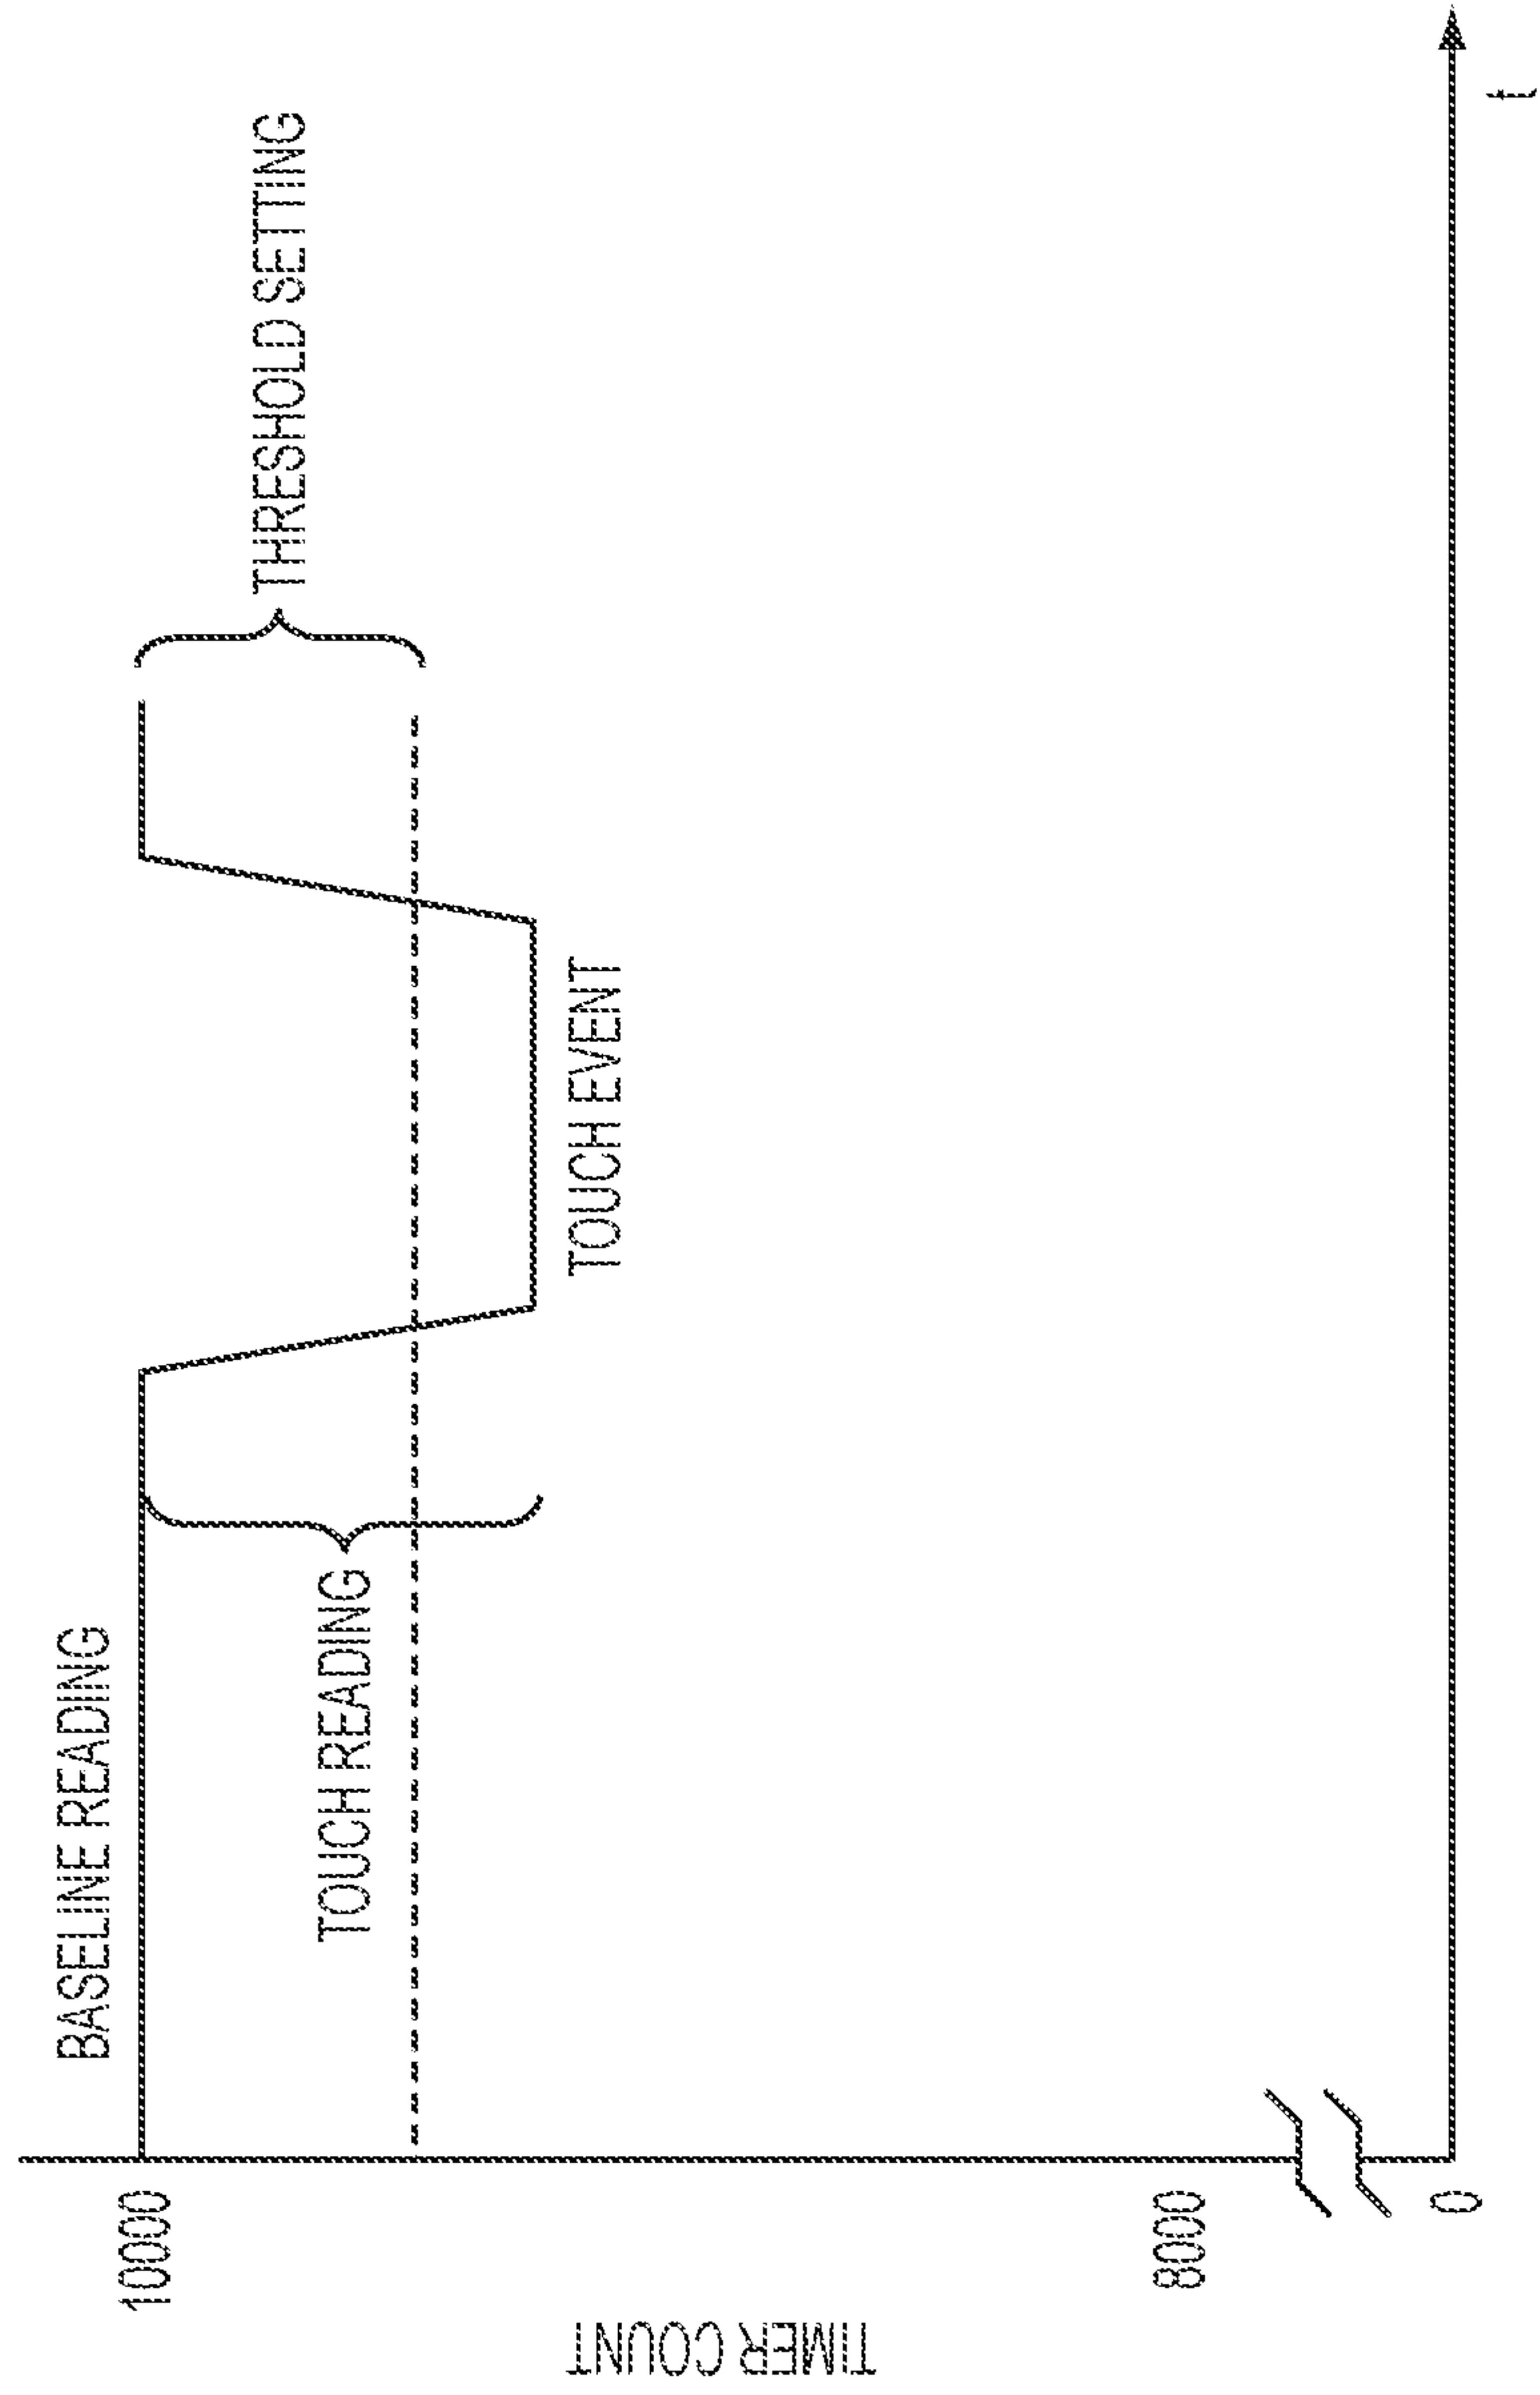 BASELINE READING
10000
THRESHOLD SETTING
TOUCH READING
TOUCH EVENT
TIMER COUNT
8000
0
t